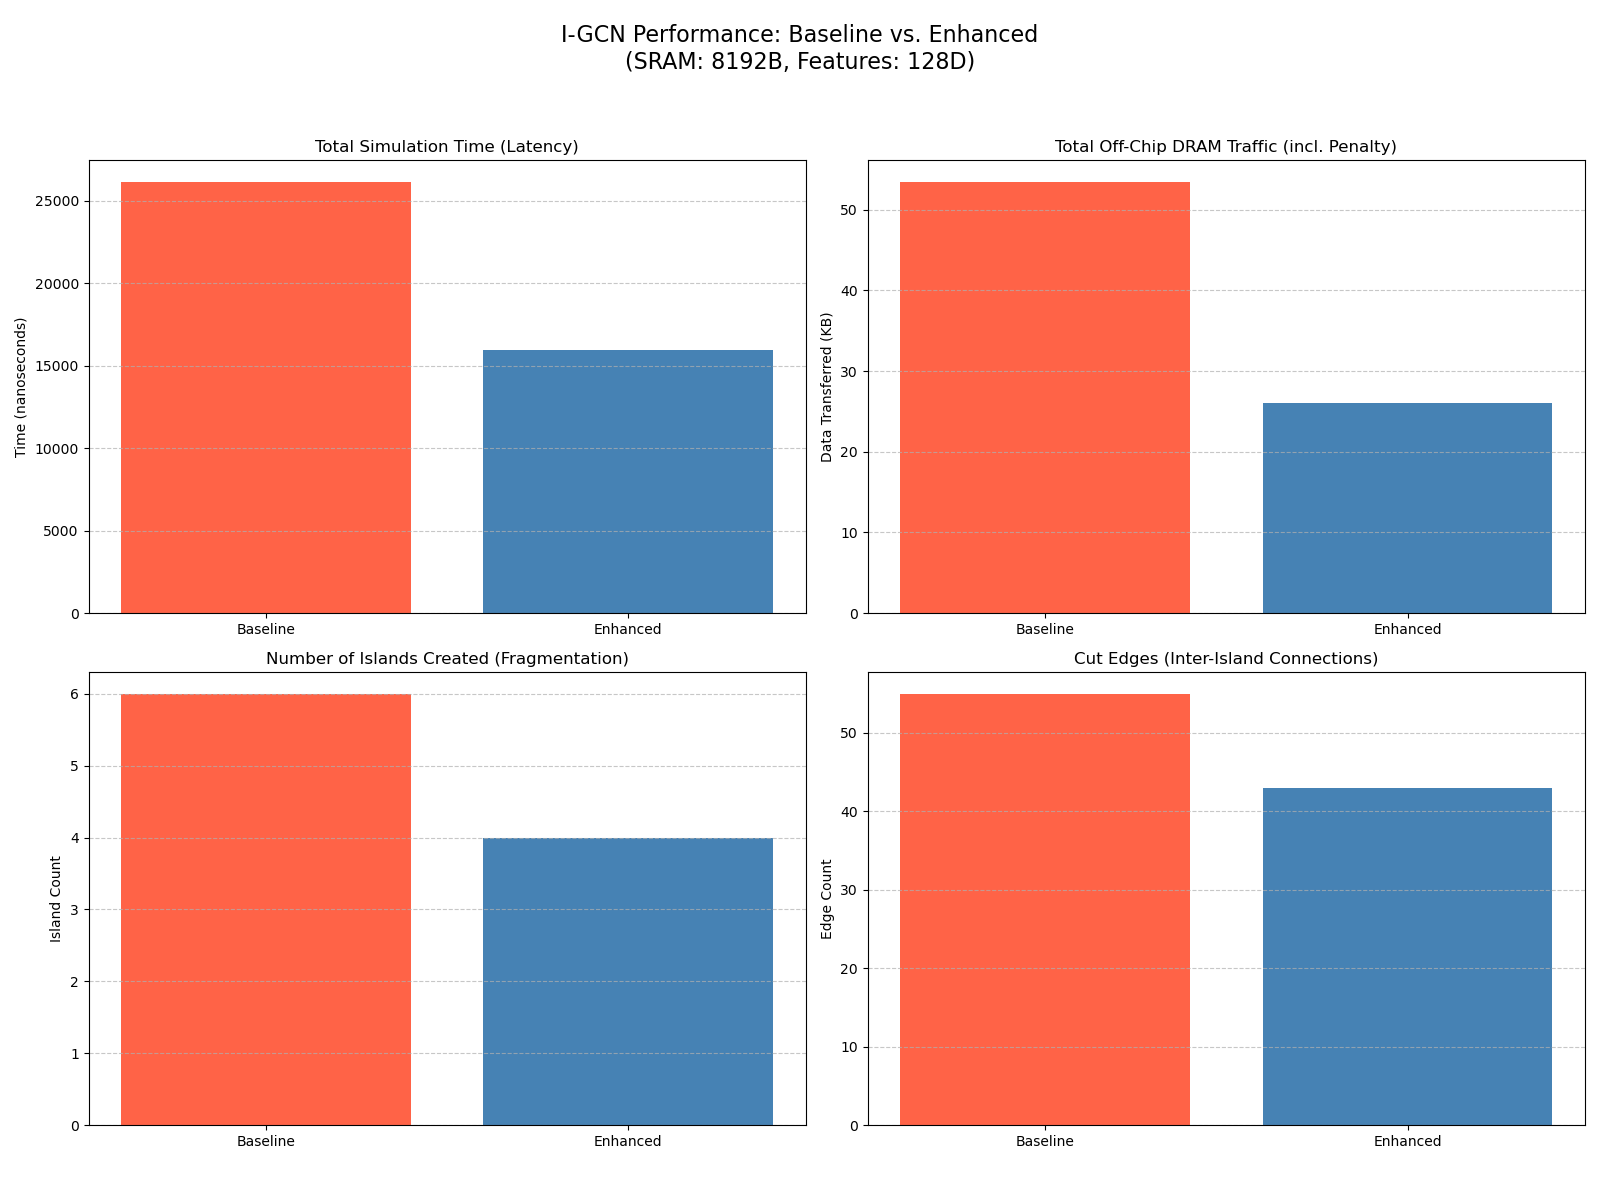 I-GCN Performance: Baseline vs. Enhanced
(SRAM: 8192B, Features: 128D)
Total Simulation Time (Latency)
Time (nanoseconds)
25000
20000
15000
10000
5000
0
Baseline Enhanced
Total Off-Chip DRAM Traffic (incl. Penalty)
Data Transferred (KB)
50
40
30
20
10
0
Baseline Enhanced
Number of Islands Created (Fragmentation)
Island Count
6
5
4
3
2
1
0
Baseline Enhanced
Cut Edges (Inter-Island Connections)
Edge Count
50
40
30
20
10
0
Baseline Enhanced